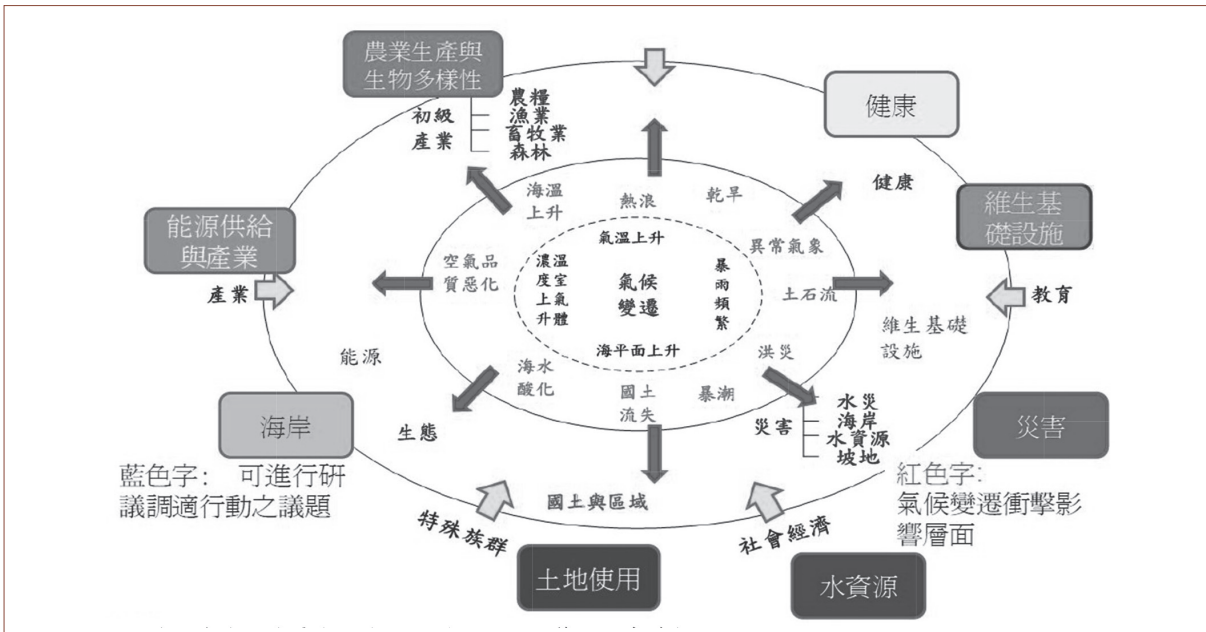 農業生產與
生物多樣性
健康
初級
產業
農糧
漁業
畜牧業
森林
健康
能源供給
與產業
維生基
礎設施
海溫
上升
熱浪
乾旱
異常氣象
氣溫上升
空氣品
質惡化
濃溫
度室
上氣
升體
氣候
變遷
暴
雨
頻
繁
土石流
產業
教育
維生基礎
設施
能源
海平面上升
海水
酸化
國土
流失
暴潮
洪災
海岸
生態
災害
水災
海岸
水資源
坡地
災害
藍色字: 可進行研
議調適行動之議題
紅色字:
氣候變遷衝擊影
響層面
特殊族群
國土與區域
社會經濟
土地使用
水資源